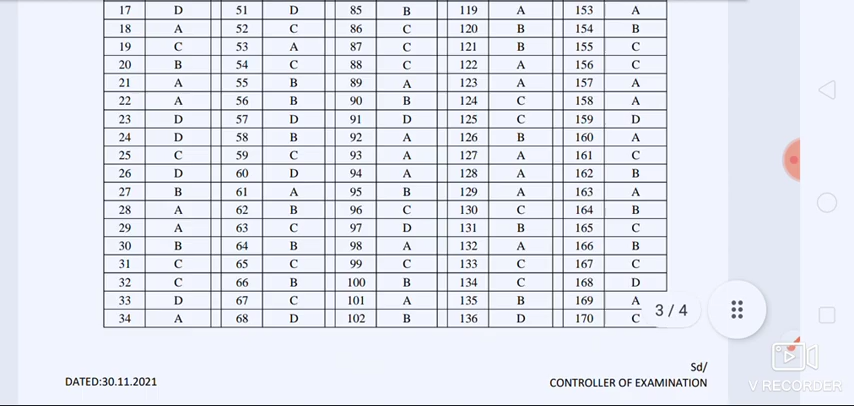 17 D 51 D 85 B 119 A 153 A
18 A 52 C 86 C 120 B 154 B
19 C 53 A 87 C 121 B 155 C
20 B 54 C 88 C 122 A 156 C
21 A 55 B 89 A 123 A 157 A
22 A 56 B 90 B 124 C 158 A
23 D 57 D 91 D 125 C 159 D
24 D 58 B 92 A 126 B 160 A
25 C 59 C 93 A 127 A 161 C
26 D 60 D 94 A 128 A 162 B
27 B 61 A 95 B 129 A 163 A
28 A 62 B 96 C 130 C 164 B
29 A 63 C 97 D 131 B 165 C
30 B 64 B 98 A 132 A 166 B
31 C 65 C 99 C 133 C 167 C
32 C 66 B 100 B 134 C 168 D
33 D 67 C 101 A 135 B 169 A
34 A 68 D 102 B 136 D 170 C
3 / 4
Sd/
DATED:30.11.2021 CONTROLLER OF EXAMINATION
V RECORDER